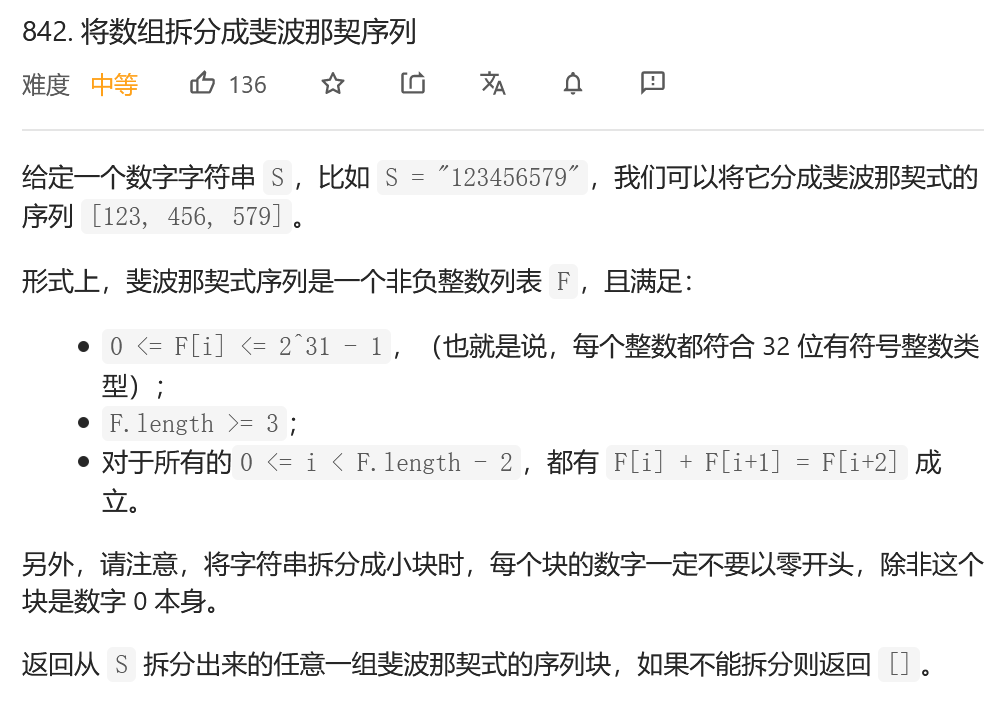 842. 将数组拆分成斐波那契序列
难度 中等 136
给定一个数字字符串 S，比如 S = "123456579"，我们可以将它分成斐波那契式的
序列 [123, 456, 579]。
形式上，斐波那契式序列是一个非负整数列表 F，且满足：
0 <= F[i] <= 2^31 - 1，（也就是说，每个整数都符合 32 位有符号整数类
型）；
F.length >= 3；
对于所有的 0 <= i < F.length - 2，都有 F[i] + F[i+1] = F[i+2] 成
立。
另外，请注意，将字符串拆分成小块时，每个块的数字一定不要以零开头，除非这个
块是数字 0 本身。
返回从 S 拆分出来的任意一组斐波那契式的序列块，如果不能拆分则返回 []。